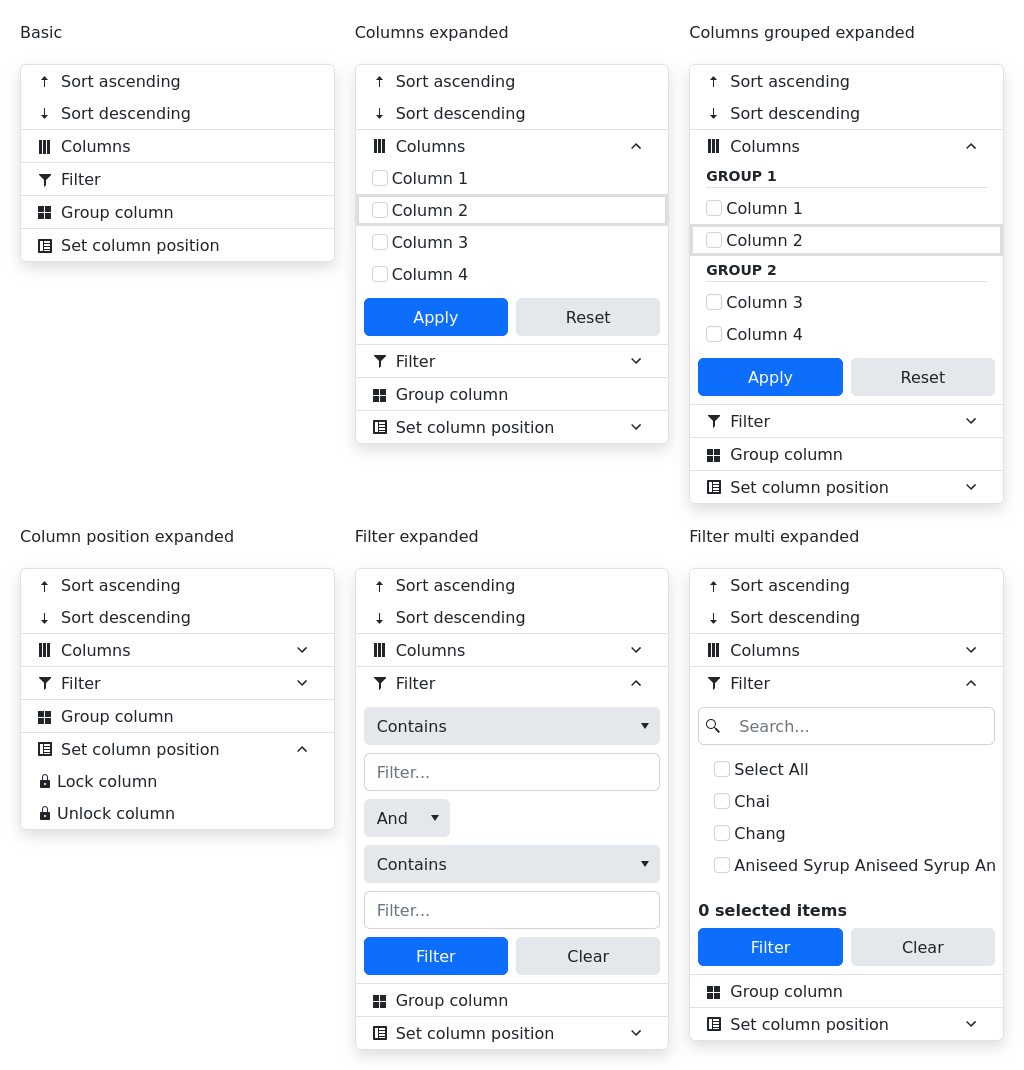 Basic
Sort ascending
Sort descending
Columns
Filter
Group column
Set column position
Columns expanded
Sort ascending
Sort descending
Columns
Column 1
Column 2
Column 3
Column 4
Apply Reset
Filter
Group column
Set column position
Columns grouped expanded
Sort ascending
Sort descending
Columns
GROUP 1
Column 1
Column 2
GROUP 2
Column 3
Column 4
Apply Reset
Filter
Group column
Set column position
Column position expanded
Sort ascending
Sort descending
Columns
Filter
Group column
Set column position
Lock column
Unlock column
Filter expanded
Sort ascending
Sort descending
Columns
Filter
Contains
Filter...
And
Contains
Filter...
Filter Clear
Group column
Set column position
Filter multi expanded
Sort ascending
Sort descending
Columns
Filter
Search...
Select All
Chai
Chang
Aniseed Syrup Aniseed Syrup An
0 selected items
Filter Clear
Group column
Set column position